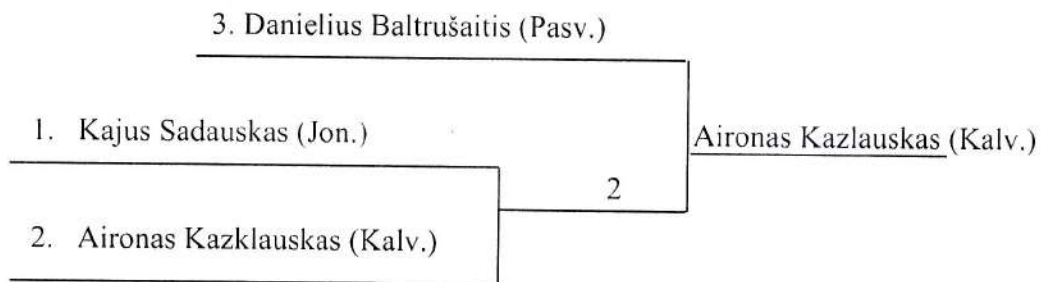 3. Danielius Baltrušaitis (Pasv.)
1. Kajus Sadauskas (Jon.)
Aironas Kazlauskas (Kalv.)
2
2. Aironas Kazklauskas (Kalv.)